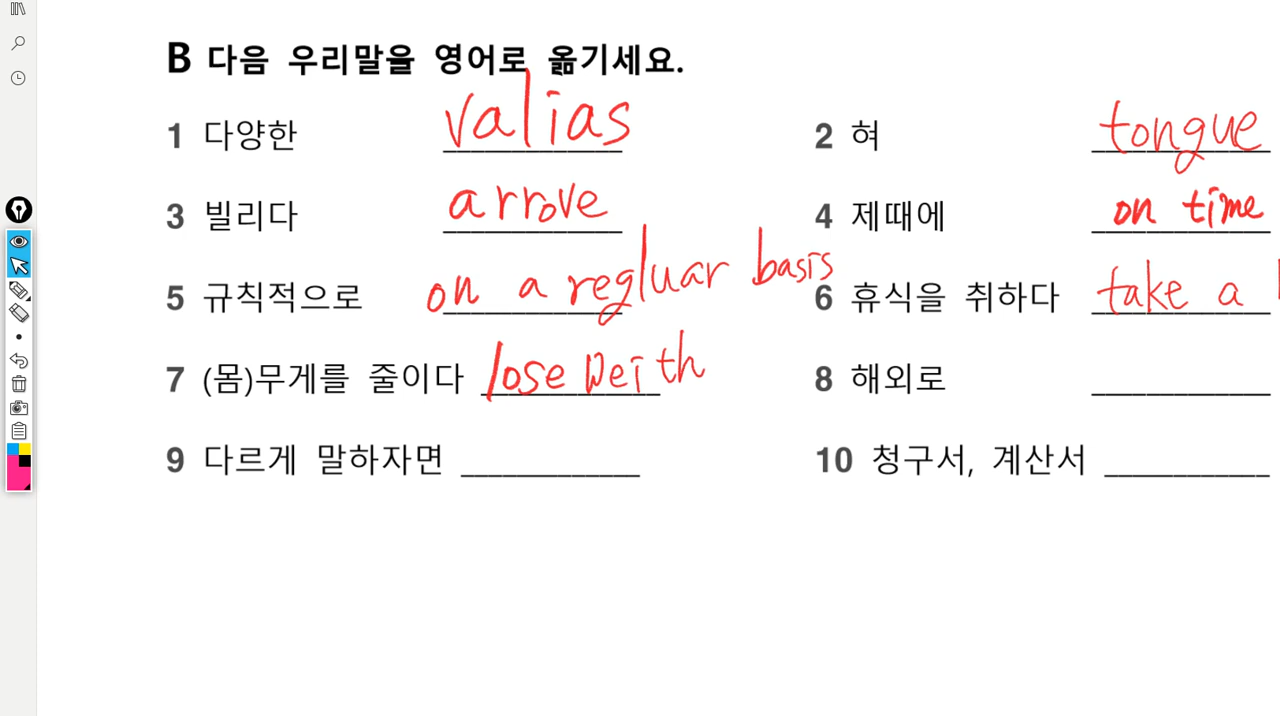 B 다음 우리말을 영어로 옮기세요.
1 다양한 valias 2 혀 tongue
3 빌리다 arrove 4 제때에 on time
5 규칙적으로 on a regluar basis 6 휴식을 취하다 take a
7 (몸)무게를 줄이다 lose weith 8 해외로
9 다르게 말하자면 10 청구서, 계산서